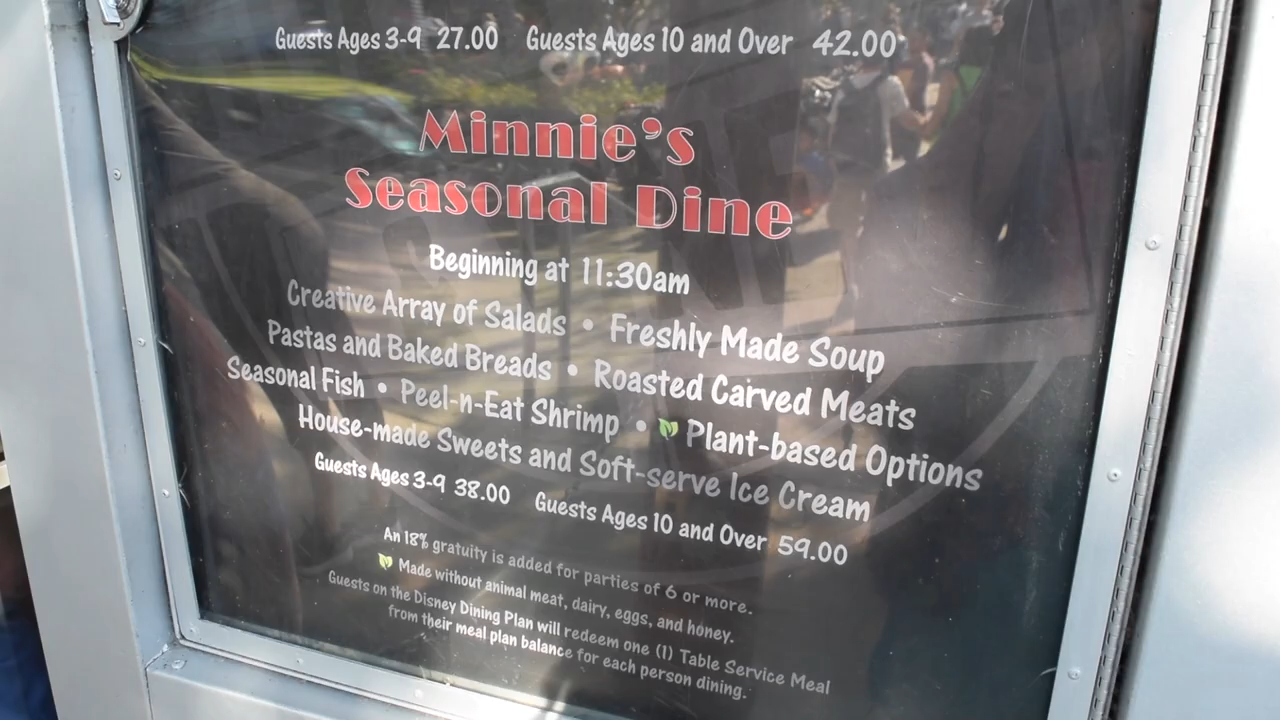 Guests Ages 3-9 27.00 Guests Ages 10 and Over 42.00
Minnie's
Seasonal Dine
Beginning at 11:30am
Creative Array of Salads • Freshly Made Soup
Pastas and Baked Breads • Roasted Carved Meats
Seasonal Fish • Peel-n-Eat Shrimp • Plant-based Options
House-made Sweets and Soft-serve Ice Cream
Guests Ages 3-9 38.00 Guests Ages 10 and Over 59.00
An 18% gratuity is added for parties of 6 or more.
Made without animal meat, dairy, eggs, and honey.
Guests on the Disney Dining Plan will redeem one (1) Table Service Meal
from their meal plan balance for each person dining.